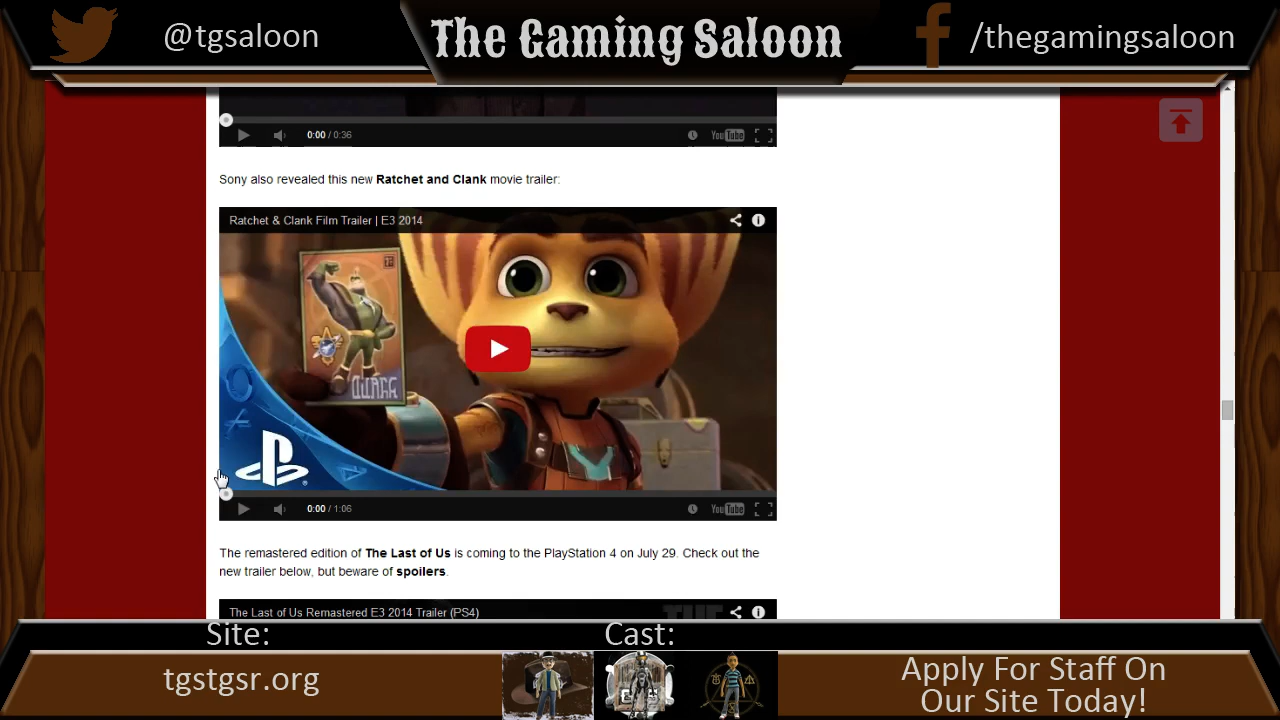 @tgsaloon
The Gaming Saloon
/thegamingsaloon
0:00 / 0:36
YouTube
Sony also revealed this new Ratchet and Clank movie trailer:
Ratchet & Clank Film Trailer | E3 2014
QUARK
0:00 / 1:06
YouTube
The remastered edition of The Last of Us is coming to the PlayStation 4 on July 29. Check out the
new trailer below, but beware of spoilers.
The Last of Us Remastered E3 2014 Trailer (PS4)
THE
Site:
Cast:
tgstgsr.org
Apply For Staff On
Our Site Today!